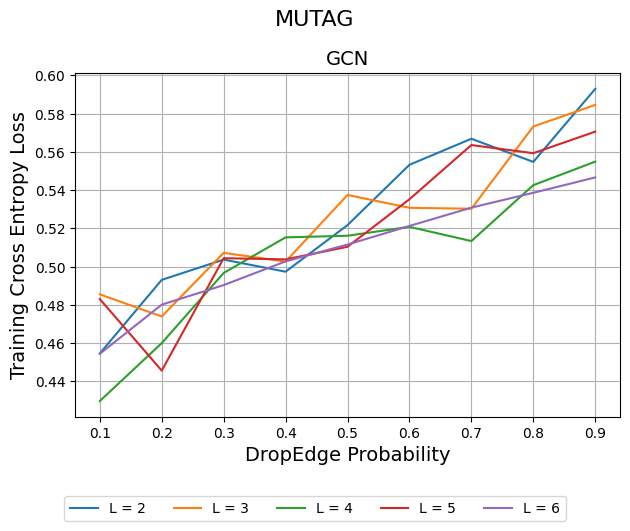 MUTAG
GCN
Training Cross Entropy Loss
0.60
0.58
0.56
0.54
0.52
0.50
0.48
0.46
0.44
0.1 0.2 0.3 0.4 0.5 0.6 0.7 0.8 0.9
DropEdge Probability
L = 2 L = 3 L = 4 L = 5 L = 6